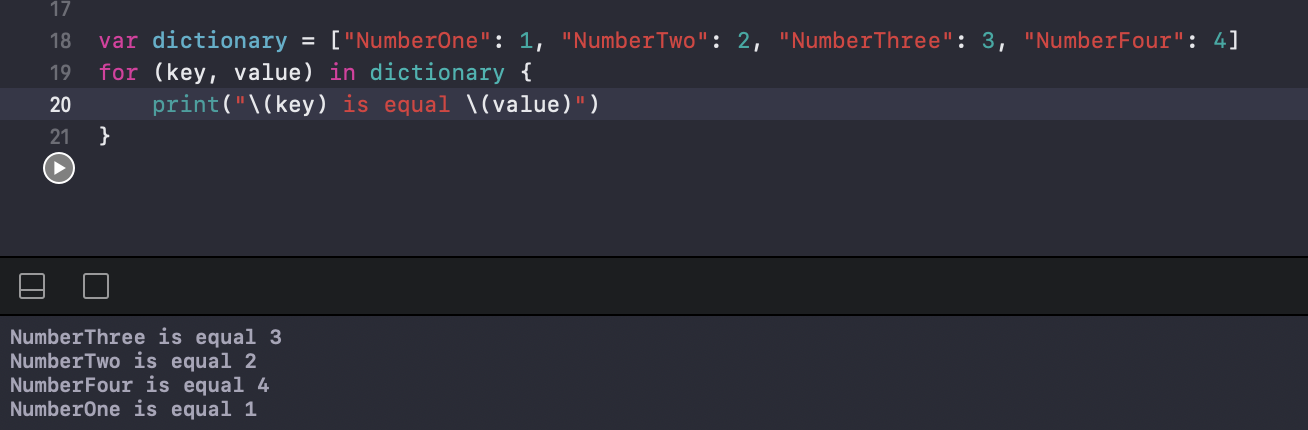 17
18 var dictionary = ["NumberOne": 1, "NumberTwo": 2, "NumberThree": 3, "NumberFour": 4]
19 for (key, value) in dictionary {
20     print("\(key) is equal \(value)")
21 }
NumberThree is equal 3
NumberTwo is equal 2
NumberFour is equal 4
NumberOne is equal 1